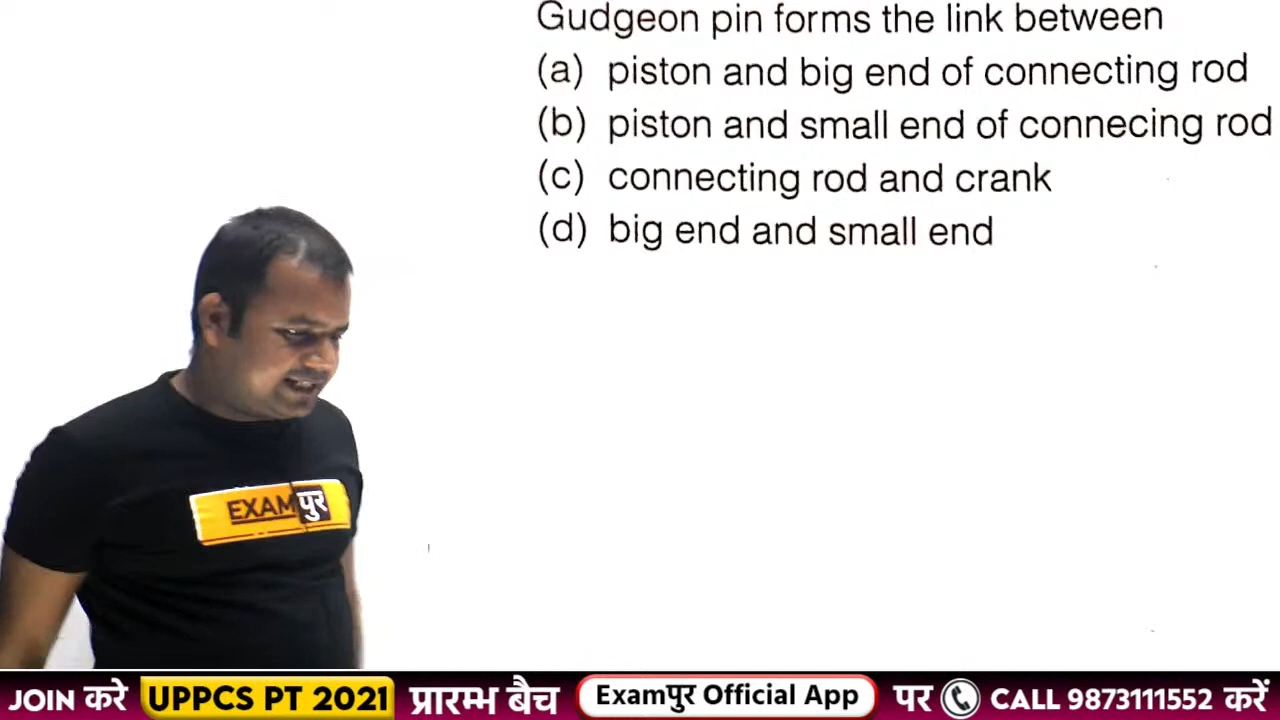 Gudgeon pin forms the link between
(a) piston and big end of connecting rod
(b) piston and small end of connecing rod
(c) connecting rod and crank
(d) big end and small end
EXAMपुर
JOIN करे UPPCS PT 2021 प्रारम्भ बैच Examपुर Official App पर CALL 9873111552 करें